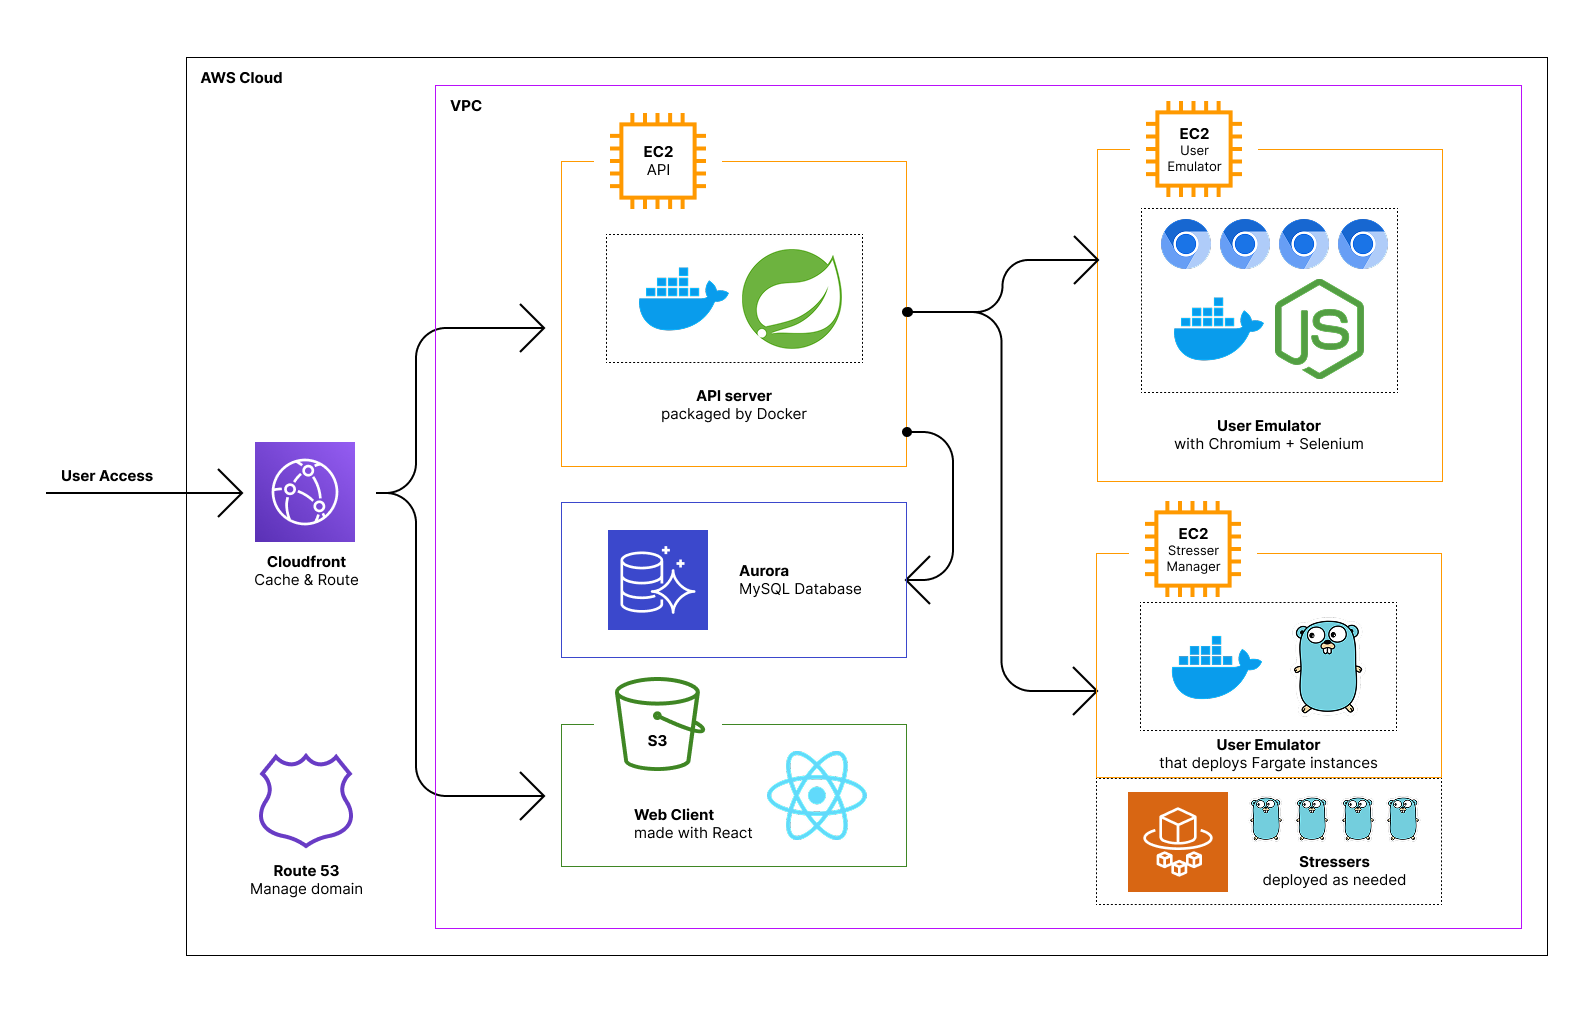 AWS Cloud
VPC
EC2
API
API server
packaged by Docker
EC2
User
Emulator
JS
User Emulator
with Chromium + Selenium
User Access
Cloudfront
Cache & Route
Aurora
MySQL Database
EC2
Stresser
Manager
User Emulator
that deploys Fargate instances
S3
Web Client
made with React
Stressers
deployed as needed
Route 53
Manage domain